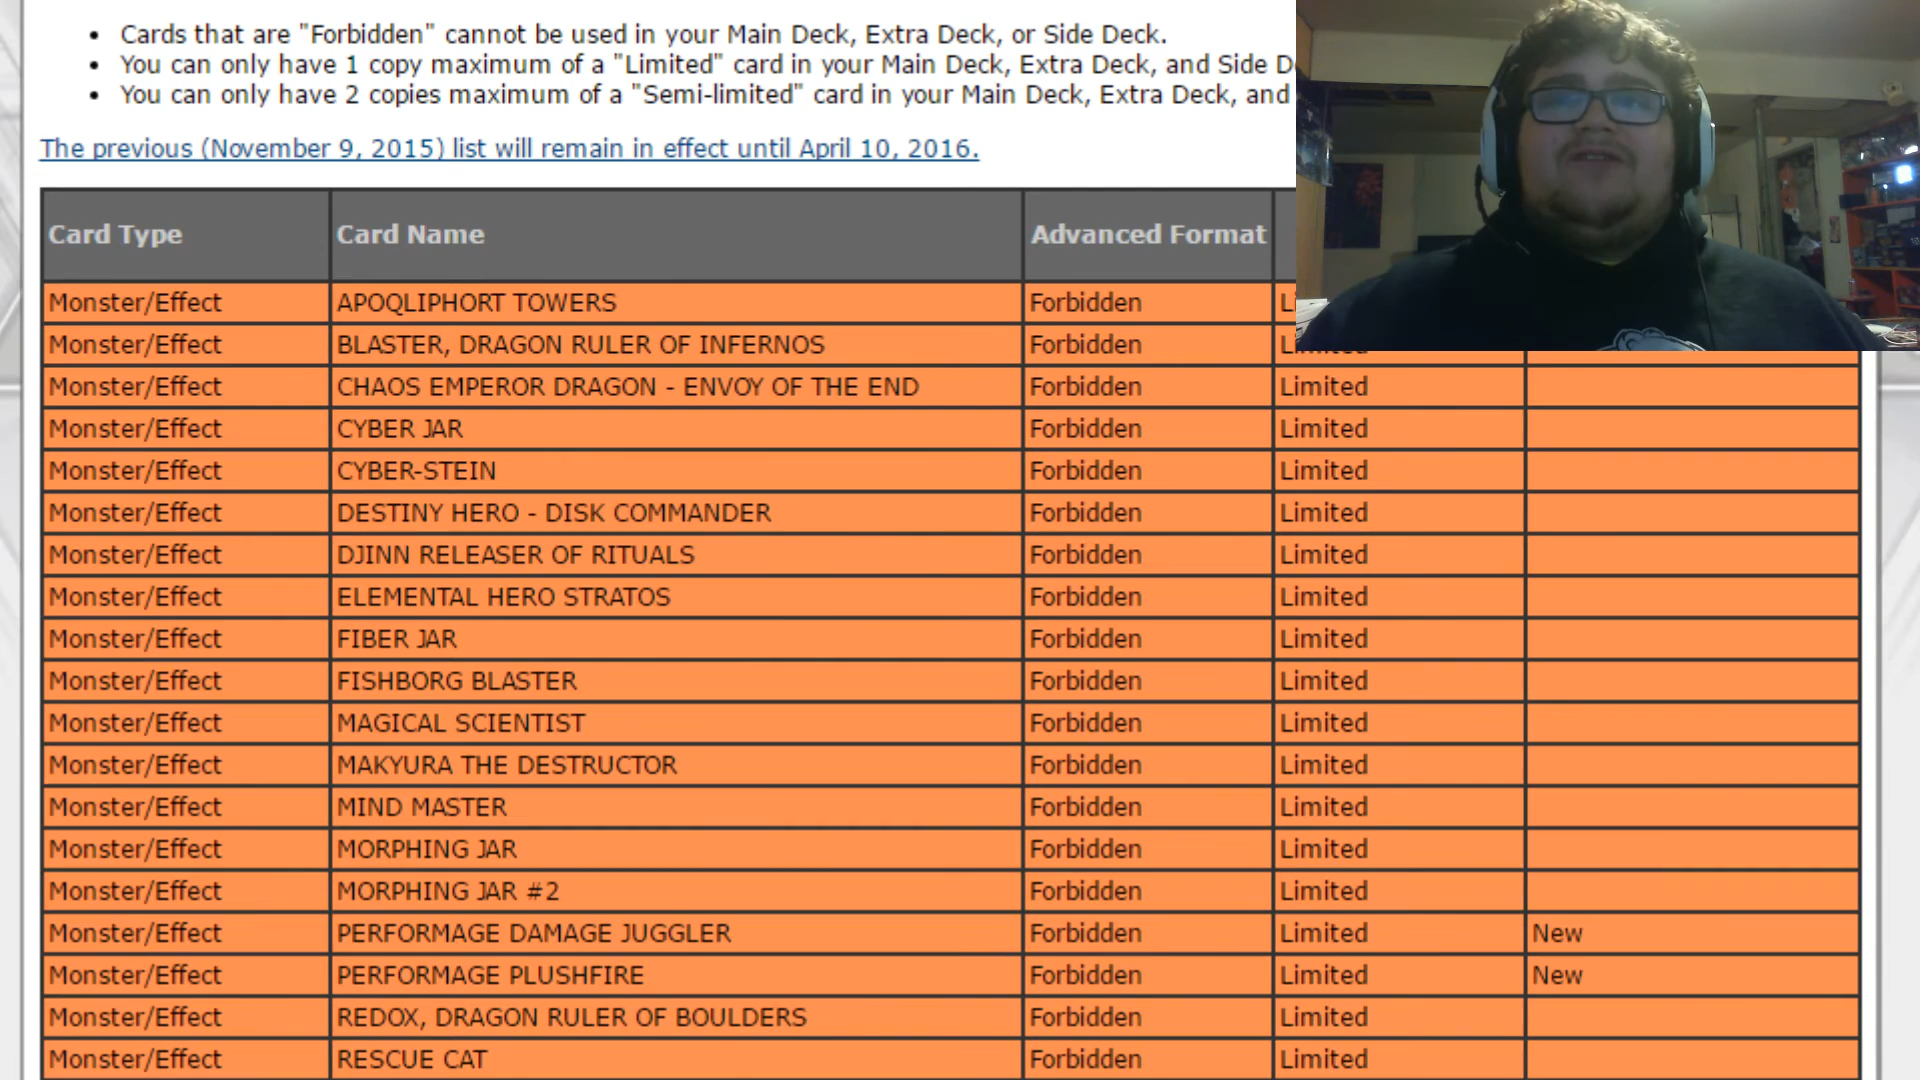 • Cards that are "Forbidden" cannot be used in your Main Deck, Extra Deck, or Side Deck.
• You can only have 1 copy maximum of a "Limited" card in your Main Deck, Extra Deck, and Side
• You can only have 2 copies maximum of a "Semi-limited" card in your Main Deck, Extra Deck, and
The previous (November 9, 2015) list will remain in effect until April 10, 2016.
Card Type Card Name Advanced Format
Monster/Effect APOQLIPHORT TOWERS Forbidden
Monster/Effect BLASTER, DRAGON RULER OF INFERNOS Forbidden Limited
Monster/Effect CHAOS EMPEROR DRAGON - ENVOY OF THE END Forbidden Limited
Monster/Effect CYBER JAR Forbidden Limited
Monster/Effect CYBER-STEIN Forbidden Limited
Monster/Effect DESTINY HERO - DISK COMMANDER Forbidden Limited
Monster/Effect DJINN RELEASER OF RITUALS Forbidden Limited
Monster/Effect ELEMENTAL HERO STRATOS Forbidden Limited
Monster/Effect FIBER JAR Forbidden Limited
Monster/Effect FISHBORG BLASTER Forbidden Limited
Monster/Effect MAGICAL SCIENTIST Forbidden Limited
Monster/Effect MAKYURA THE DESTRUCTOR Forbidden Limited
Monster/Effect MIND MASTER Forbidden Limited
Monster/Effect MORPHING JAR Forbidden Limited
Monster/Effect MORPHING JAR #2 Forbidden Limited
Monster/Effect PERFORMAGE DAMAGE JUGGLER Forbidden Limited New
Monster/Effect PERFORMAGE PLUSHFIRE Forbidden Limited New
Monster/Effect REDOX, DRAGON RULER OF BOULDERS Forbidden Limited
Monster/Effect RESCUE CAT Forbidden Limited